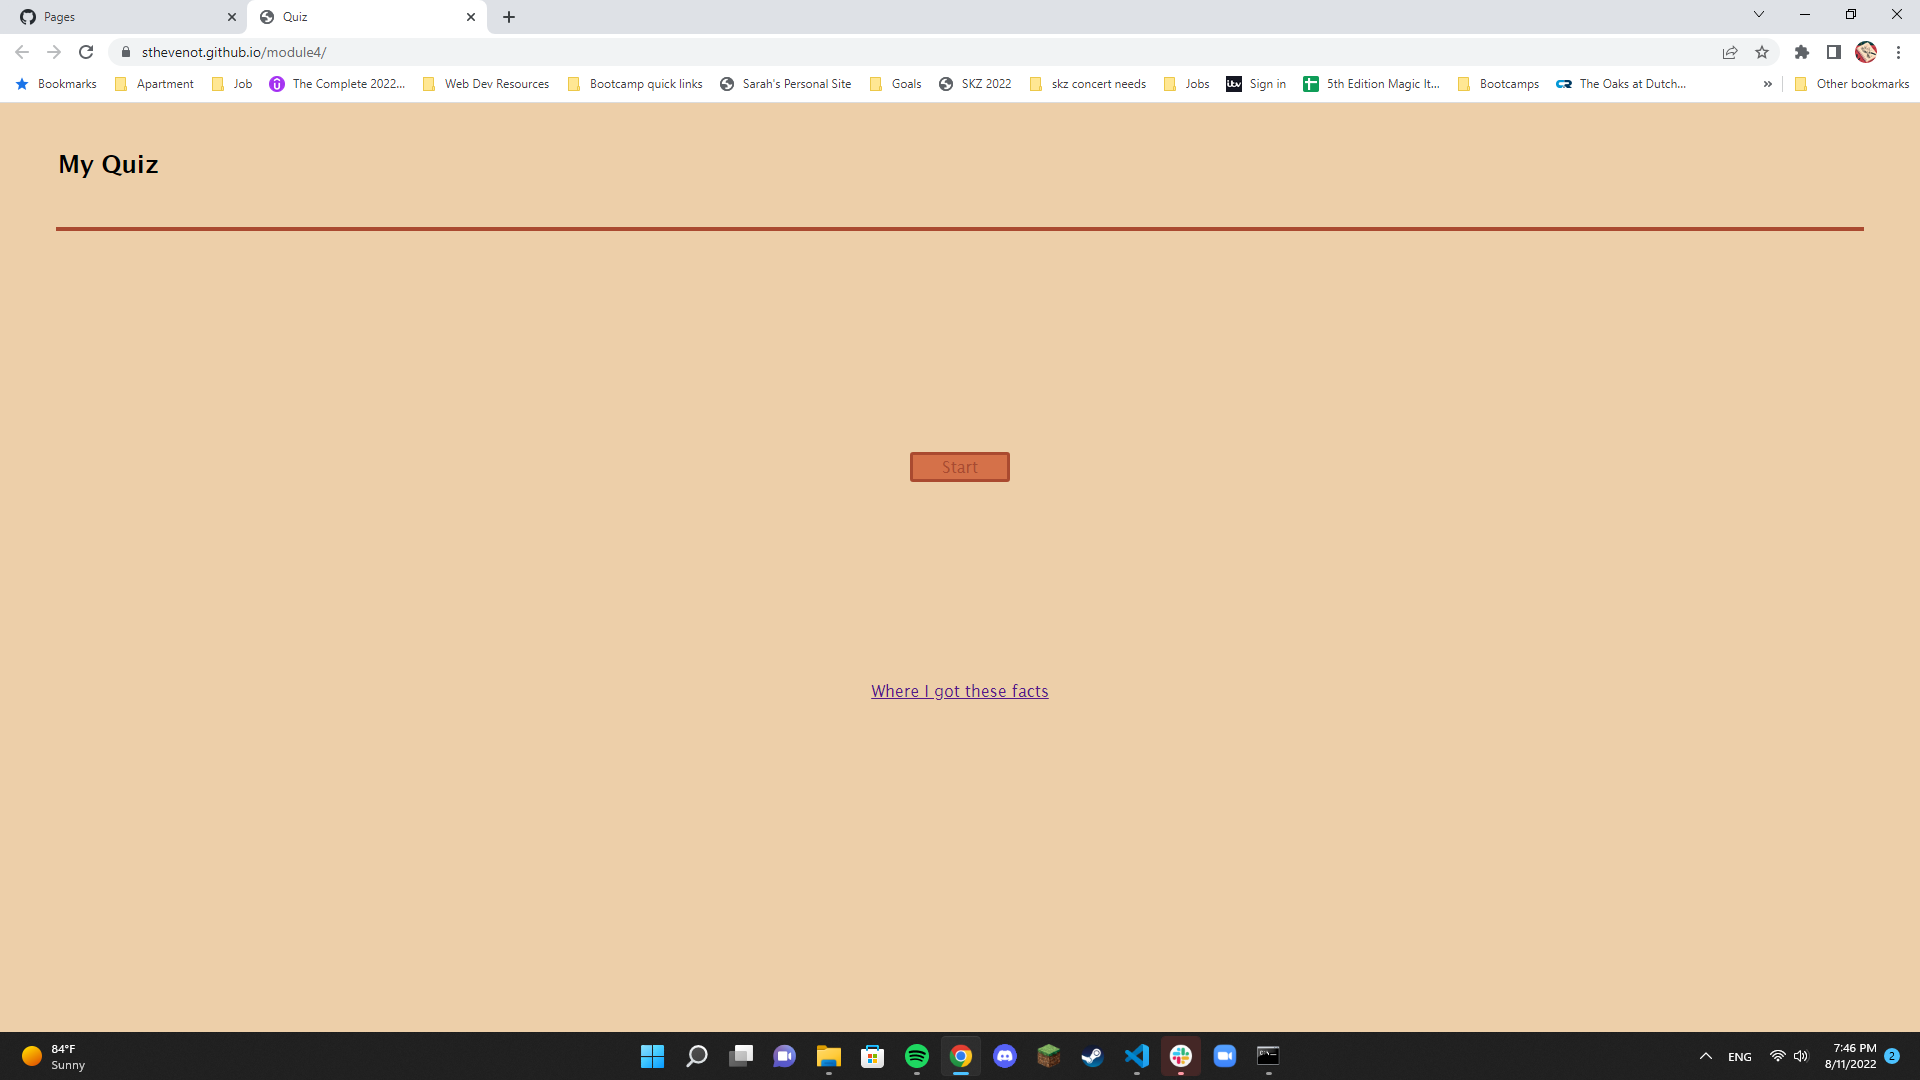 Pages
Quiz
sthevenot.github.io/module4/
Bookmarks Apartment Job The Complete 2022... Web Dev Resources Bootcamp quick links Sarah's Personal Site Goals SKZ 2022 skz concert needs Jobs itv Sign in 5th Edition Magic It... Bootcamps CR The Oaks at Dutch... » Other bookmarks
My Quiz
Start
Where I got these facts
84°F
Sunny
ENG
7:46 PM
8/11/2022
2